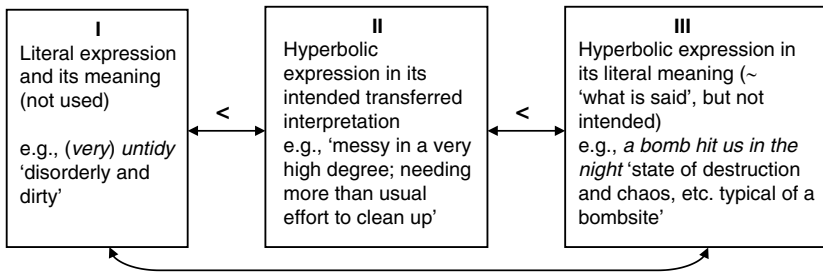 I
Literal expression
and its meaning
(not used)
e.g., (very) untidy
‘disorderly and
dirty’
<
II
Hyperbolic
expression in its
intended transferred
interpretation
e.g., ‘messy in a very
high degree; needing
more than usual
effort to clean up’
<
III
Hyperbolic expression in
its literal meaning (~
‘what is said’, but not
intended)
e.g., a bomb hit us in the
night ‘state of destruction
and chaos, etc. typical of a
bombsite’